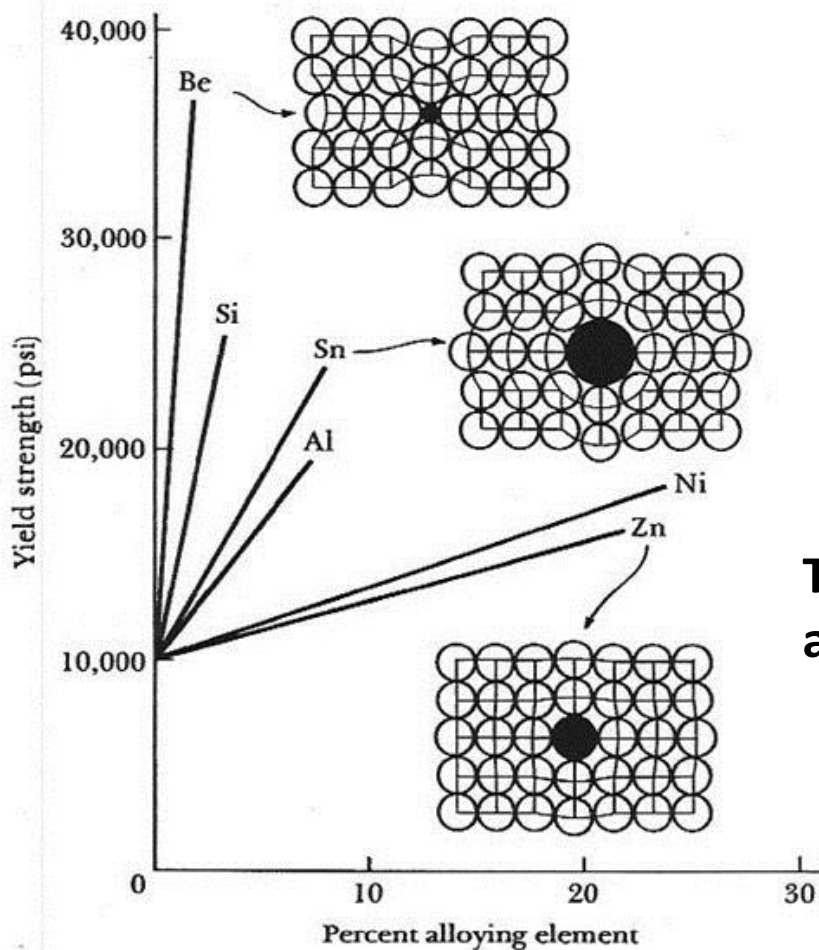 40,000
Be
30,000
Si
Sn
20,000
Al
Ni
Zn
10,000
0
10
20
30
Yield strength (psi)
Percent alloying element